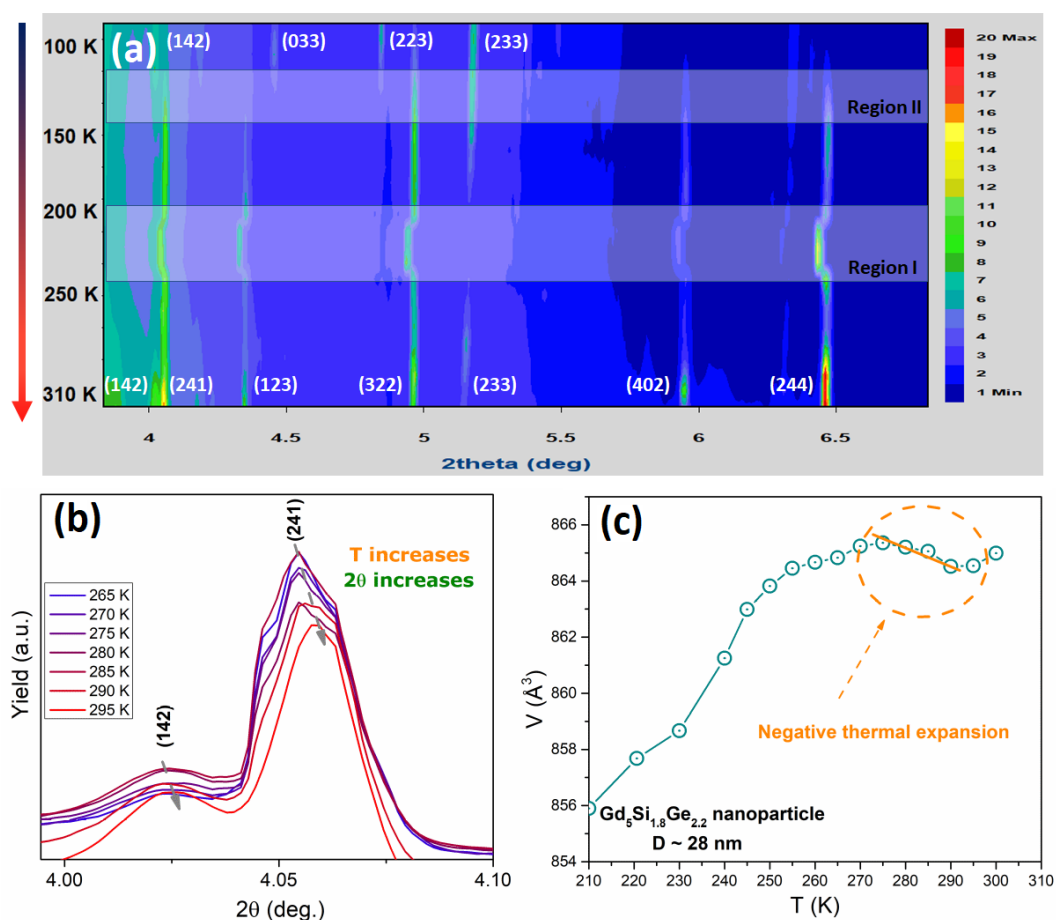 (a)
100 K
150 K
200 K
250 K
310 K
(142) (033) (223) (233)
Region II
Region I
(142) (241) (123) (322) (233) (402) (244)
4 4.5 5 5.5 6 6.5
2theta (deg)
20 Max
19
18
17
16
15
14
13
12
11
10
9
8
7
6
5
4
3
2
1 Min
(b)
(241)
T increases
2θ increases
265 K
270 K
275 K
280 K
285 K
290 K
295 K
(142)
Yield (a.u.)
4.00 4.05 4.10
2θ (deg.)
(c)
866
864
862
860
858
856
854
V (Å³)
Negative thermal expansion
Gd₅Si₁.₈Ge₂.₂ nanoparticle
D ~ 28 nm
210 220 230 240 250 260 270 280 290 300 310
T (K)